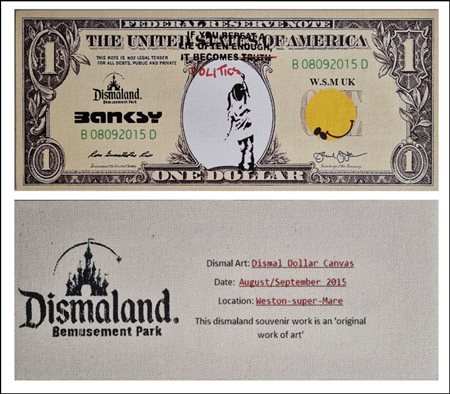 FEDERAL RESERVE NOTE
THE UNITED STATES OF AMERICA
IF YOU REPEAT A
LIE OFTEN ENOUGH,
IT BECOMES TRUTH
POLITICS
THIS NOTE IS NOT LEGAL TENDER
FOR ALL DEBTS, PUBLIC AND PRIVATE
B 08092015 D
W.S.M UK
Dismaland
Bemusement Park
BANKSY
B 08092015 D
1
1
1
1
ONE DOLLAR
Dismaland.
Bemusement Park
Dismal Art: Dismal Dollar Canvas
Date: August/September 2015
Location: Weston-super-Mare
This dismaland souvenir work is an 'original
work of art'